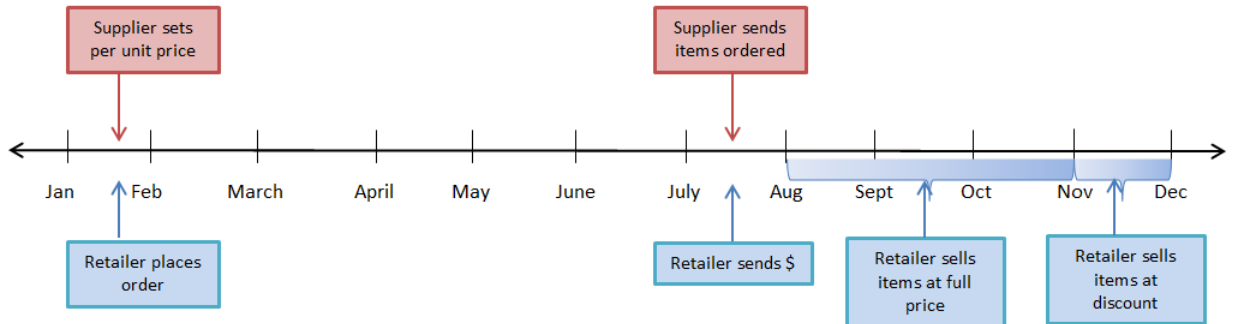 Supplier sets
per unit price
Supplier sends
items ordered
Jan Feb March April May June July Aug Sept Oct Nov Dec
Retailer places
order
Retailer sends $
Retailer sells
items at full
price
Retailer sells
items at
discount